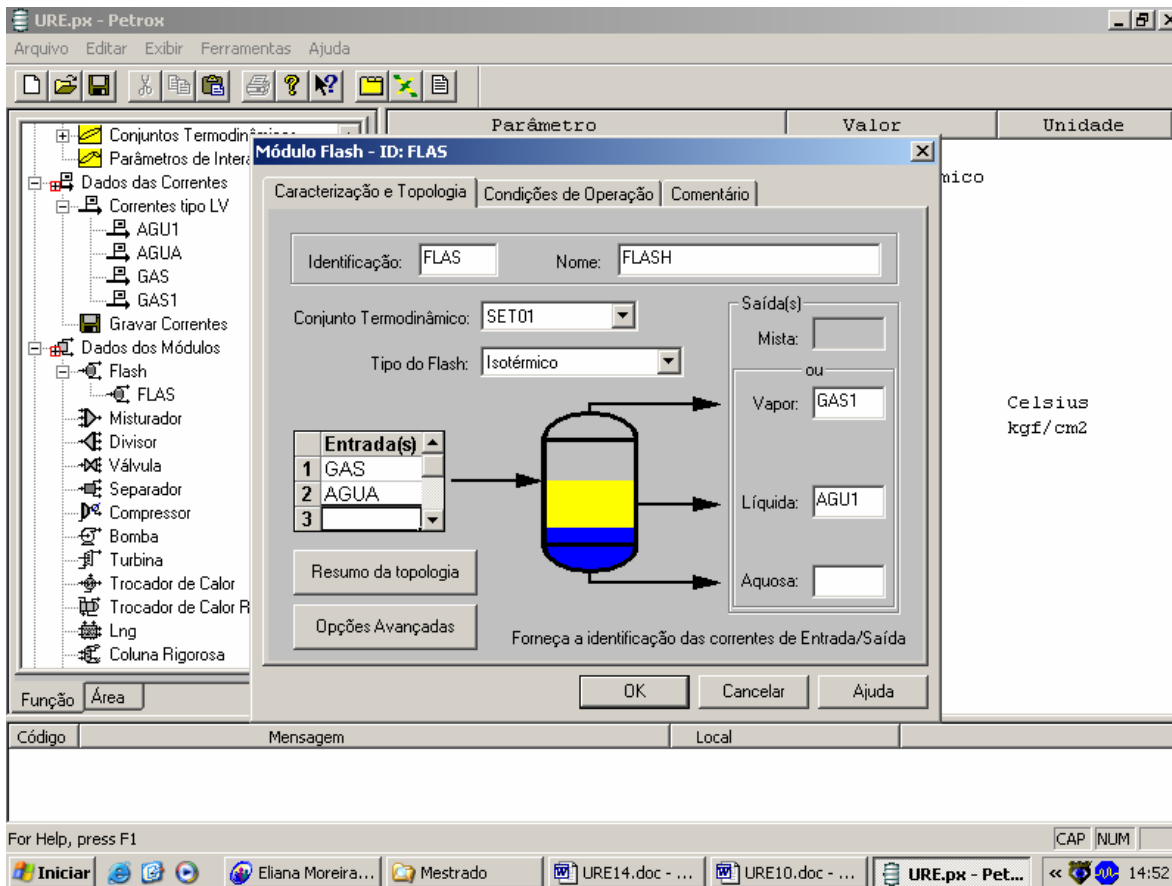 URE.px - Petrox
Arquivo Editar Exibir Ferramentas Ajuda
Parâmetro Valor Unidade
Conjuntos
Parâmetros de
Dados das Correntes
Correntes tipo LV
AGU1
AGUA
GAS
GAS1
Gravar Correntes
Dados dos Módulos
Flash
FLAS
Misturador
Divisor
Válvula
Separador
Compressor
Bomba
Turbina
Trocador de Calor
Trocador de Calor R
Lng
Coluna Rigorosa
Função Área
mico
Celsius
kgf/cm2
Módulo Flash - ID: FLAS
Caracterização e Topologia Condições de Operação Comentário
Identificação: FLAS Nome: FLASH
Conjunto Termodinâmico: SET01
Tipo do Flash: Isotérmico
Entrada(s)
1 GAS
2 AGUA
3
Resumo da topologia
Opções Avançadas
Saída(s)
Mista:
ou
Vapor: GAS1
Líquida: AGU1
Aquosa:
Forneça a identificação das correntes de Entrada/Saída
OK Cancelar Ajuda
Código Mensagem Local
For Help, press F1
CAP NUM
Iniciar Eliana Moreira... Mestrado URE14.doc - ... URE10.doc - ... URE.px - Pet... « 14:52